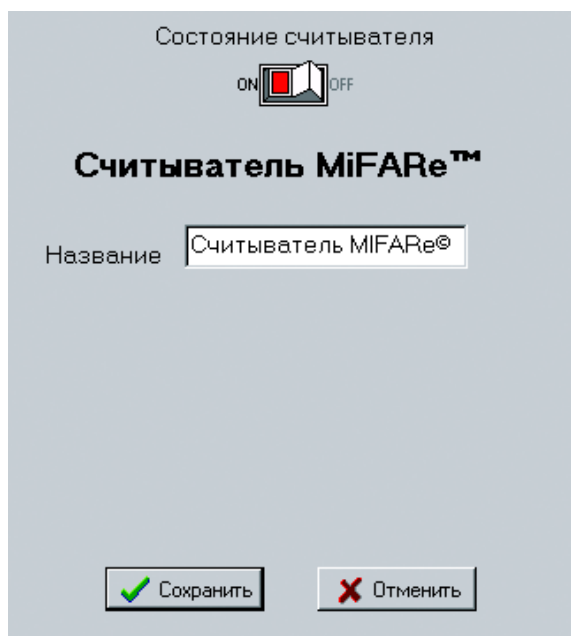 Состояние считывателя
ON OFF
Считыватель MiFARe™
Название Считыватель MIFARe©
Сохранить Отменить